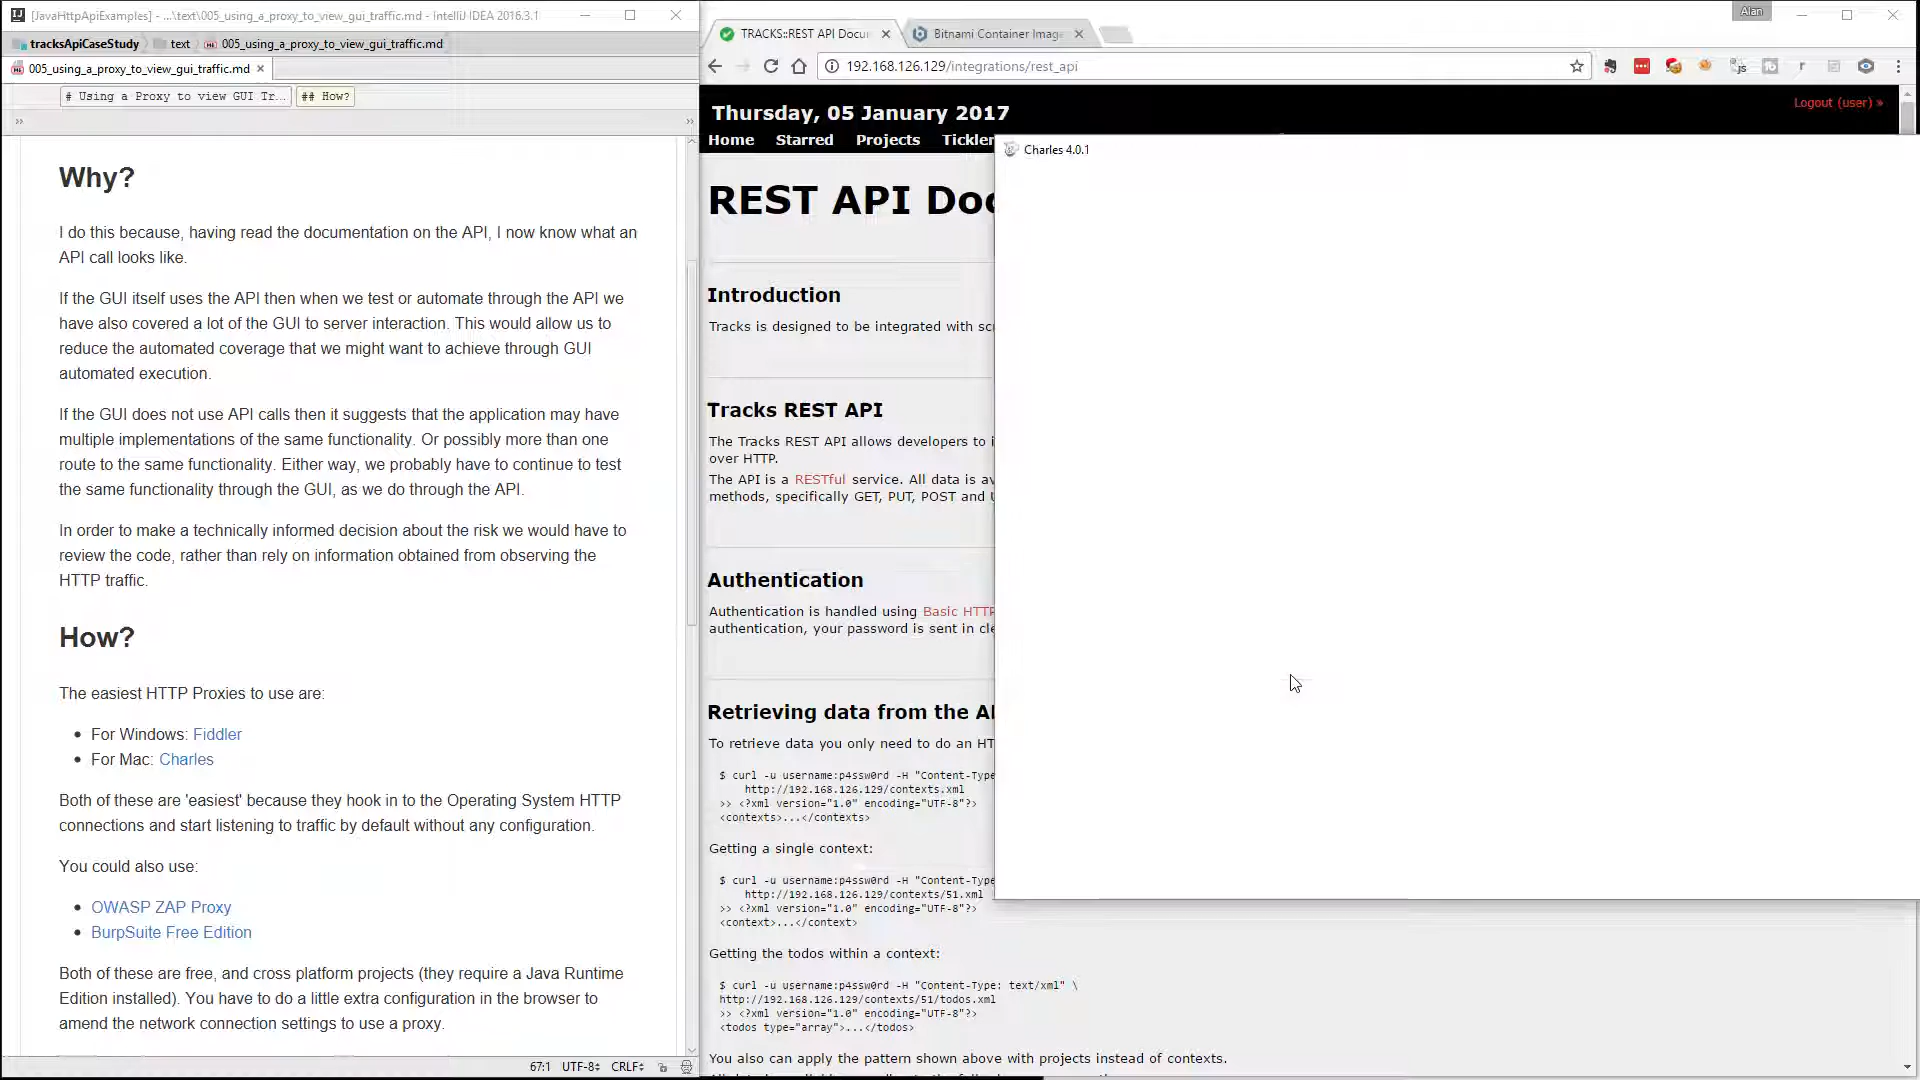 [JavaHttpApiExamples] - ...\text\005_using_a_proxy_to_view_gui_traffic.md - IntelliJ IDEA 2016.3.1
tracksApiCaseStudy text 005_using_a_proxy_to_view_gui_traffic.md
005_using_a_proxy_to_view_gui_traffic.md
# Using a Proxy to view GUI Tr... ## How?
Why?
I do this because, having read the documentation on the API, I now know what an
API call looks like.
If the GUI itself uses the API then when we test or automate through the API we
have also covered a lot of the GUI to server interaction. This would allow us to
reduce the automated coverage that we might want to achieve through GUI
automated execution.
If the GUI does not use API calls then it suggests that the application may have
multiple implementations of the same functionality. Or possibly more than one
route to the same functionality. Either way, we probably have to continue to test
the same functionality through the GUI, as we do through the API.
In order to make a technically informed decision about the risk we would have to
review the code, rather than rely on information obtained from observing the
HTTP traffic.
How?
The easiest HTTP Proxies to use are:
• For Windows: Fiddler
• For Mac: Charles
Both of these are 'easiest' because they hook in to the Operating System HTTP
connections and start listening to traffic by default without any configuration.
You could also use:
• OWASP ZAP Proxy
• BurpSuite Free Edition
Both of these are free, and cross platform projects (they require a Java Runtime
Edition installed). You have to do a little extra configuration in the browser to
amend the network connection settings to use a proxy.
67:1 UTF-8 CRLF
Alan
TRACKS::REST API Docu
Bitnami Container Image
192.168.126.129/integrations/rest_api
Thursday, 05 January 2017
Logout (user) »
Home Starred Projects Tickler
Charles 4.0.1
REST API Doc
Introduction
Tracks is designed to be integrated with scr
Tracks REST API
The Tracks REST API allows developers to i
over HTTP.
The API is a RESTful service. All data is av
methods, specifically GET, PUT, POST and
Authentication
Authentication is handled using Basic HTTP
authentication, your password is sent in cle
Retrieving data from the AP
To retrieve data you only need to do an HT
$ curl -u username:p4ssw0rd -H "Content-Type
http://192.168.126.129/contexts.xml
>> <?xml version="1.0" encoding="UTF-8"?>
<contexts>...</contexts>
Getting a single context:
$ curl -u username:p4ssw0rd -H "Content-Type
http://192.168.126.129/contexts/51.xml
>> <?xml version="1.0" encoding="UTF-8"?>
<context>...</context>
Getting the todos within a context:
$ curl -u username:p4ssw0rd -H "Content-Type: text/xml" \
http://192.168.126.129/contexts/51/todos.xml
>> <?xml version="1.0" encoding="UTF-8"?>
<todos type="array">...</todos>
You also can apply the pattern shown above with projects instead of contexts.